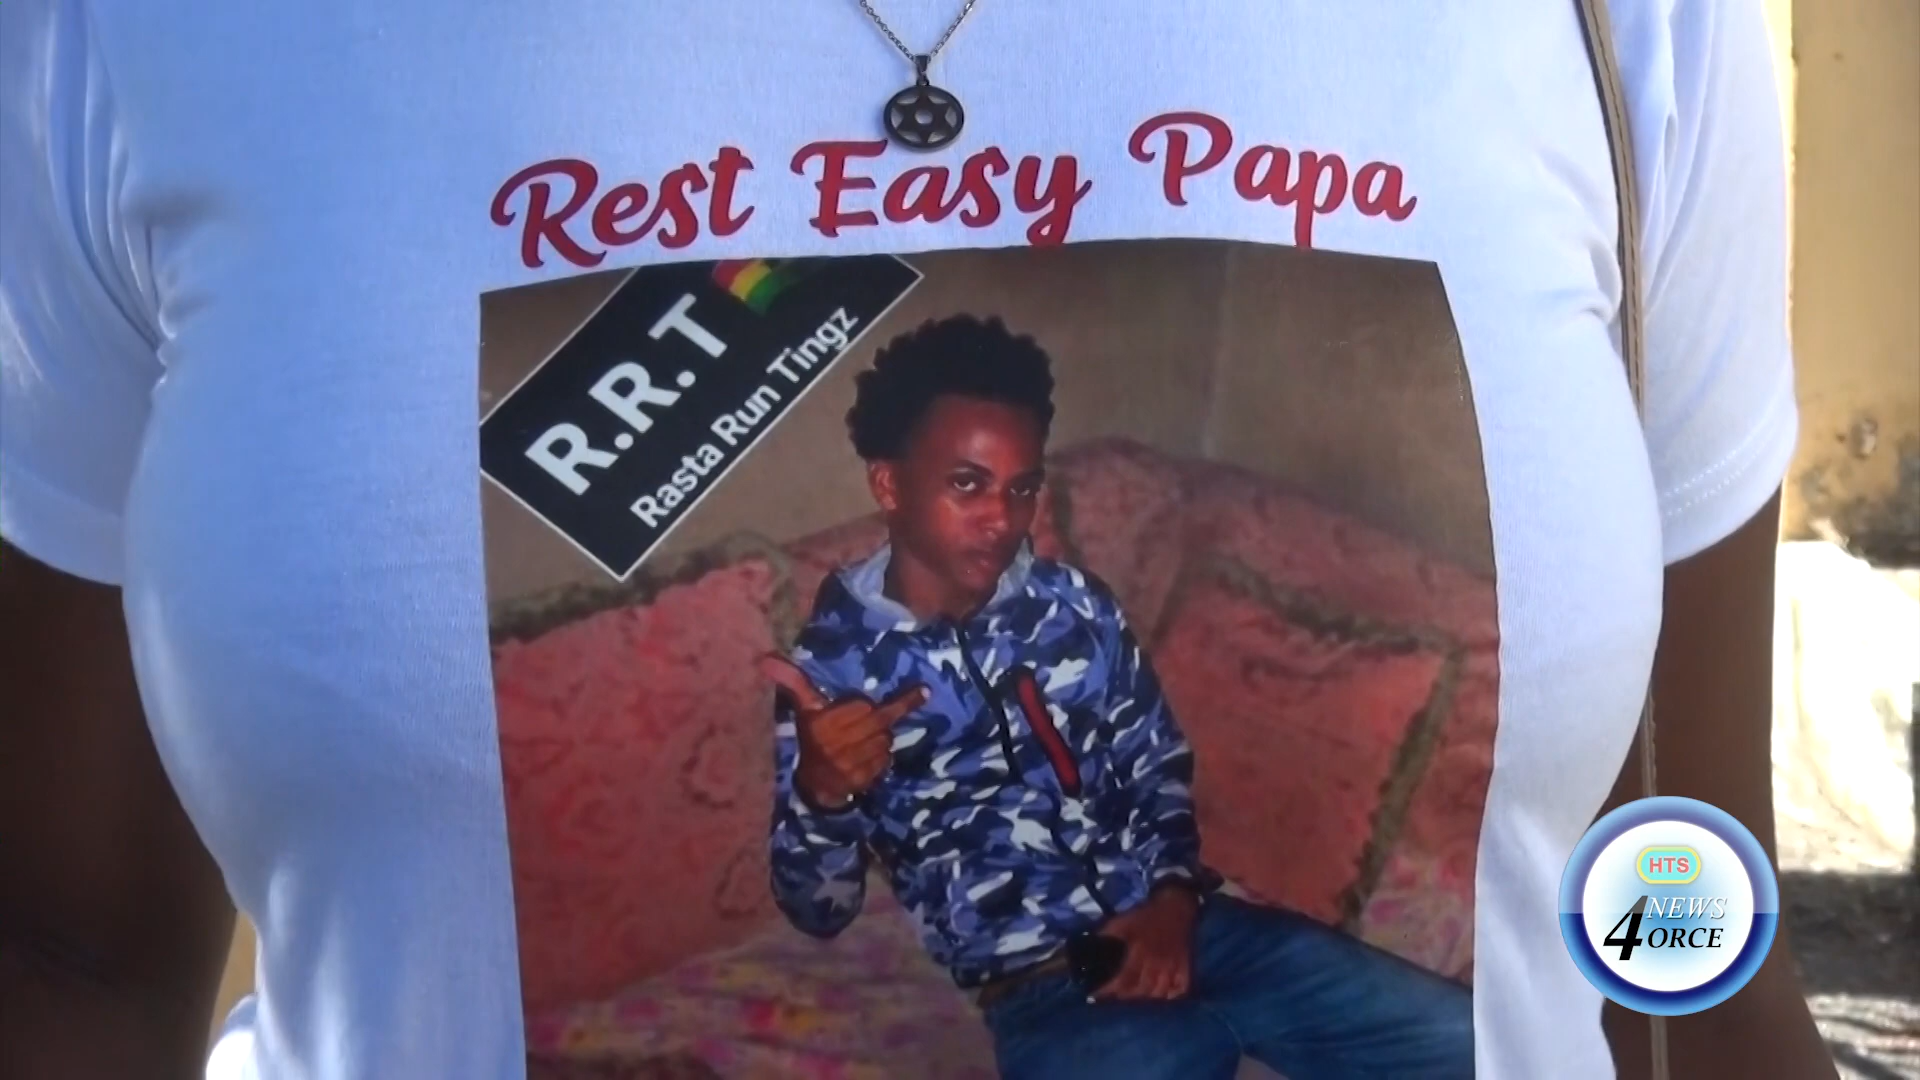 Rest Easy Papa
R.R.T
Rasta Run Tingz
HTS
NEWS
4ORCE